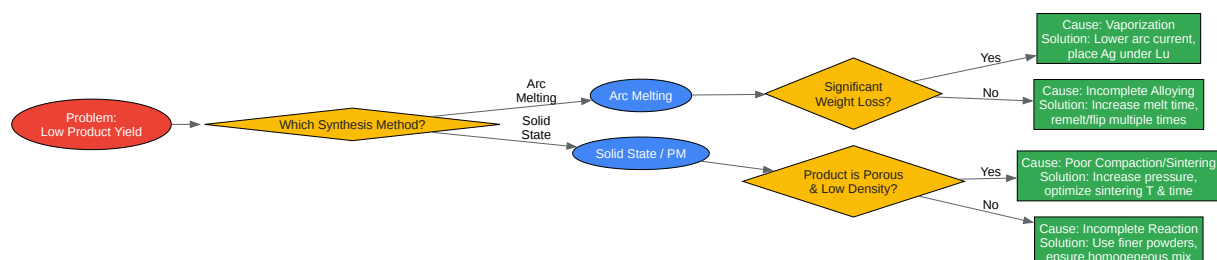 Problem:
Low Product Yield
Which Synthesis Method?
Arc
Melting
Solid
State
Arc Melting
Solid State / PM
Significant
Weight Loss?
Product is Porous
& Low Density?
Yes
No
Yes
No
Cause: Vaporization
Solution: Lower arc current,
place Ag under Lu
Cause: Incomplete Alloying
Solution: Increase melt time,
remelt/flip multiple times
Cause: Poor Compaction/Sintering
Solution: Increase pressure,
optimize sintering T & time
Cause: Incomplete Reaction
Solution: Use finer powders,
ensure homogeneous mix